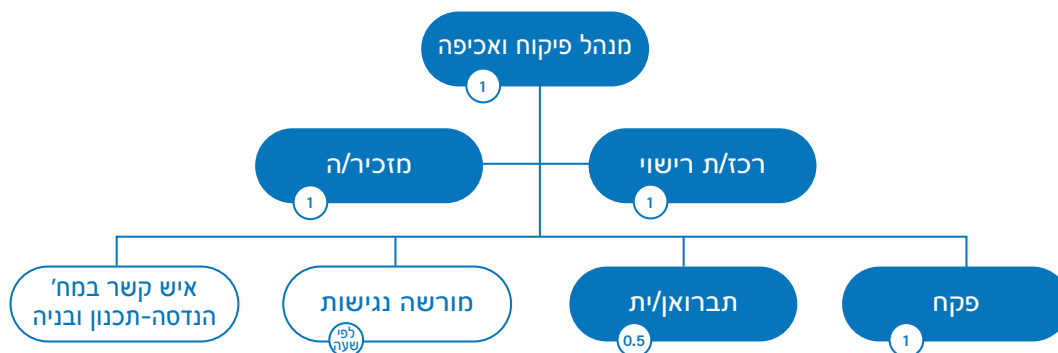 מנהל פיקוח ואכיפה
1
רכז/ת רישוי
1
מזכיר/ה
1
פקח
1
תברואן/ית
0.5
מורשה נגישות
לפי
שעה
איש קשר במח'
הנדסה-תכנון ובניה